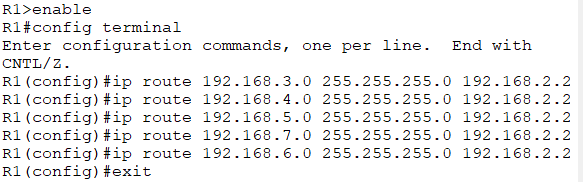 R1>enable
R1#config terminal
Enter configuration commands, one per line.  End with
CNTL/Z.
R1(config)#ip route 192.168.3.0 255.255.255.0 192.168.2.2
R1(config)#ip route 192.168.4.0 255.255.255.0 192.168.2.2
R1(config)#ip route 192.168.5.0 255.255.255.0 192.168.2.2
R1(config)#ip route 192.168.7.0 255.255.255.0 192.168.2.2
R1(config)#ip route 192.168.6.0 255.255.255.0 192.168.2.2
R1(config)#exit